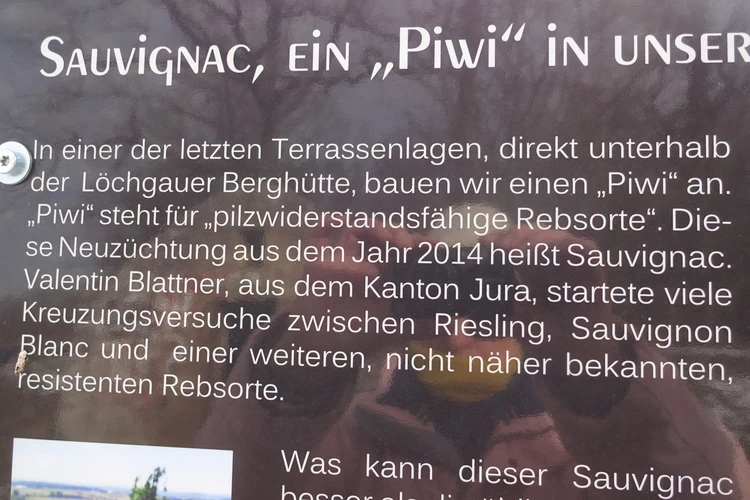 Sauvignac, ein „Piwi“ in unser
In einer der letzten Terrassenlagen, direkt unterhalb
der Löchgauer Berghütte, bauen wir einen „Piwi“ an.
„Piwi“ steht für „pilzwiderstandsfähige Rebsorte“. Die-
se Neuzüchtung aus dem Jahr 2014 heißt Sauvignac.
Valentin Blattner, aus dem Kanton Jura, startete viele
Kreuzungsversuche zwischen Riesling, Sauvignon
Blanc und einer weiteren, nicht näher bekannten,
resistenten Rebsorte.
Was kann dieser Sauvignac
besser als